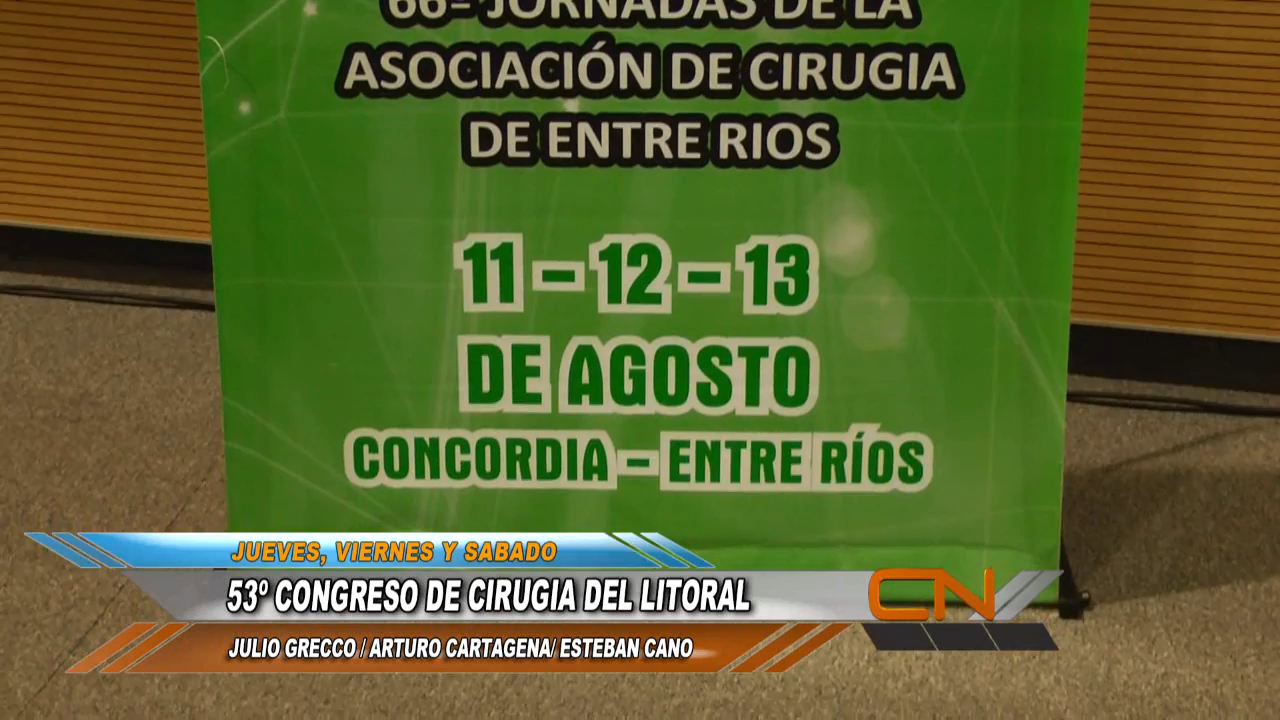 66º JORNADAS DE LA
ASOCIACIÓN DE CIRUGIA
DE ENTRE RIOS
11 - 12 - 13
DE AGOSTO
CONCORDIA - ENTRE RÍOS
JUEVES, VIERNES Y SABADO
53º CONGRESO DE CIRUGIA DEL LITORAL
CN
JULIO GRECCO / ARTURO CARTAGENA/ ESTEBAN CANO